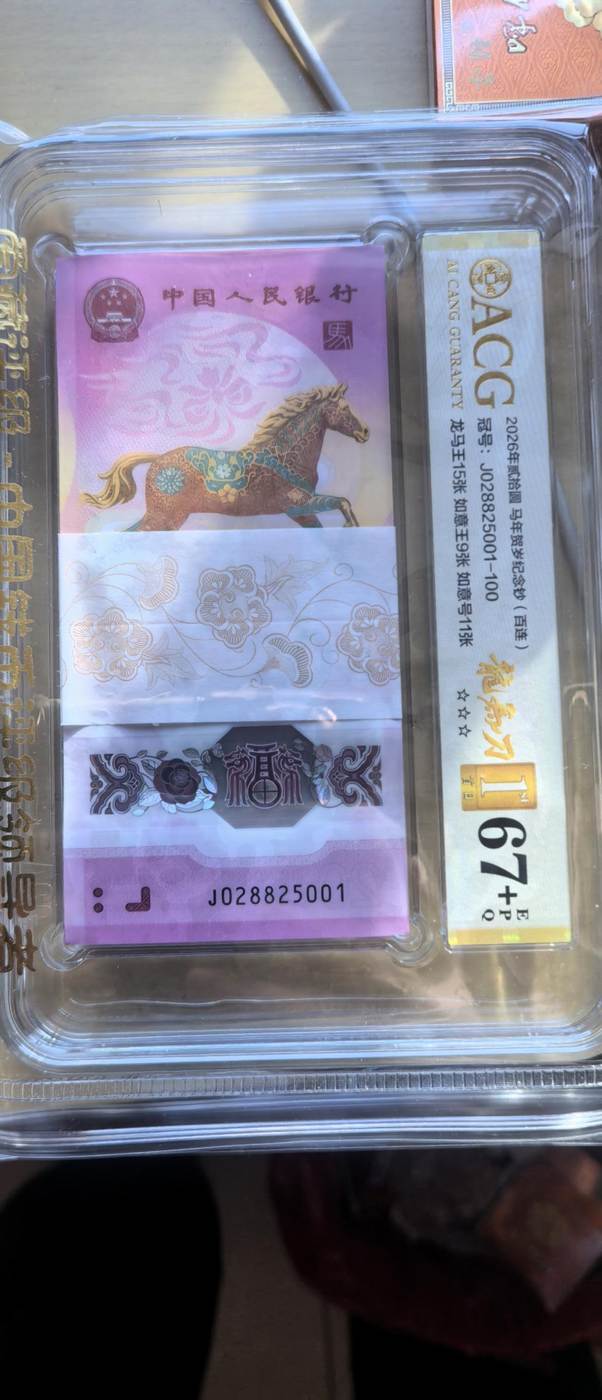 中国人民银行
馬
J028825001
ACG
AI CANG GUARANTY
2026年贰拾圆 马年贺岁纪念钞（百连）
冠号：J028825001-100
龙马王15张 如意王9张 如意号11张
☆☆☆
1ST
67+
E
P
Q